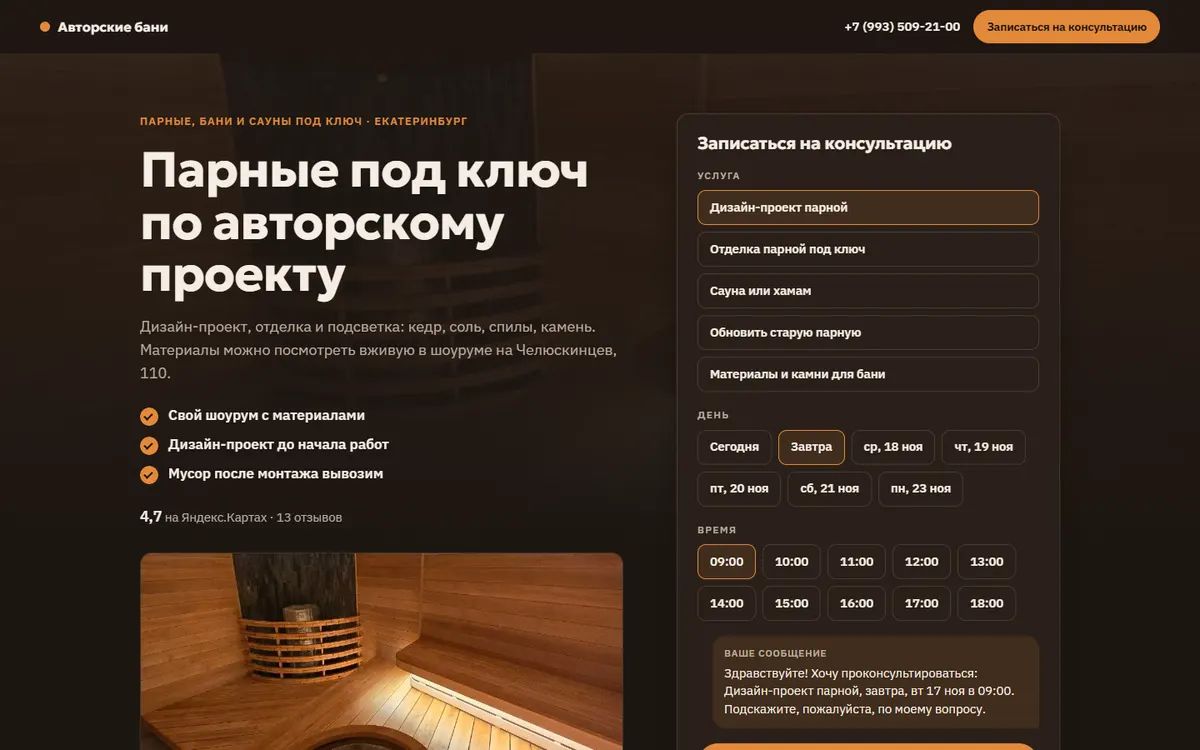 Авторские бани
+7 (993) 509-21-00
Записаться на консультацию
ПАРНЫЕ, БАНИ И САУНЫ ПОД КЛЮЧ · ЕКАТЕРИНБУРГ
Парные под ключ
по авторскому
проекту
Дизайн-проект, отделка и подсветка: кедр, соль, спилы, камень.
Материалы можно посмотреть вживую в шоуруме на Челюскинцев,
110.
Свой шоурум с материалами
Дизайн-проект до начала работ
Мусор после монтажа вывозим
4,7 на Яндекс.Картах · 13 отзывов
Записаться на консультацию
УСЛУГА
Дизайн-проект парной
Отделка парной под ключ
Сауна или хамам
Обновить старую парную
Материалы и камни для бани
ДЕНЬ
Сегодня Завтра ср, 18 ноя чт, 19 ноя
пт, 20 ноя сб, 21 ноя пн, 23 ноя
ВРЕМЯ
09:00 10:00 11:00 12:00 13:00
14:00 15:00 16:00 17:00 18:00
ВАШЕ СООБЩЕНИЕ
Здравствуйте! Хочу проконсультироваться:
Дизайн-проект парной, завтра, вт 17 ноя в 09:00.
Подскажите, пожалуйста, по моему вопросу.